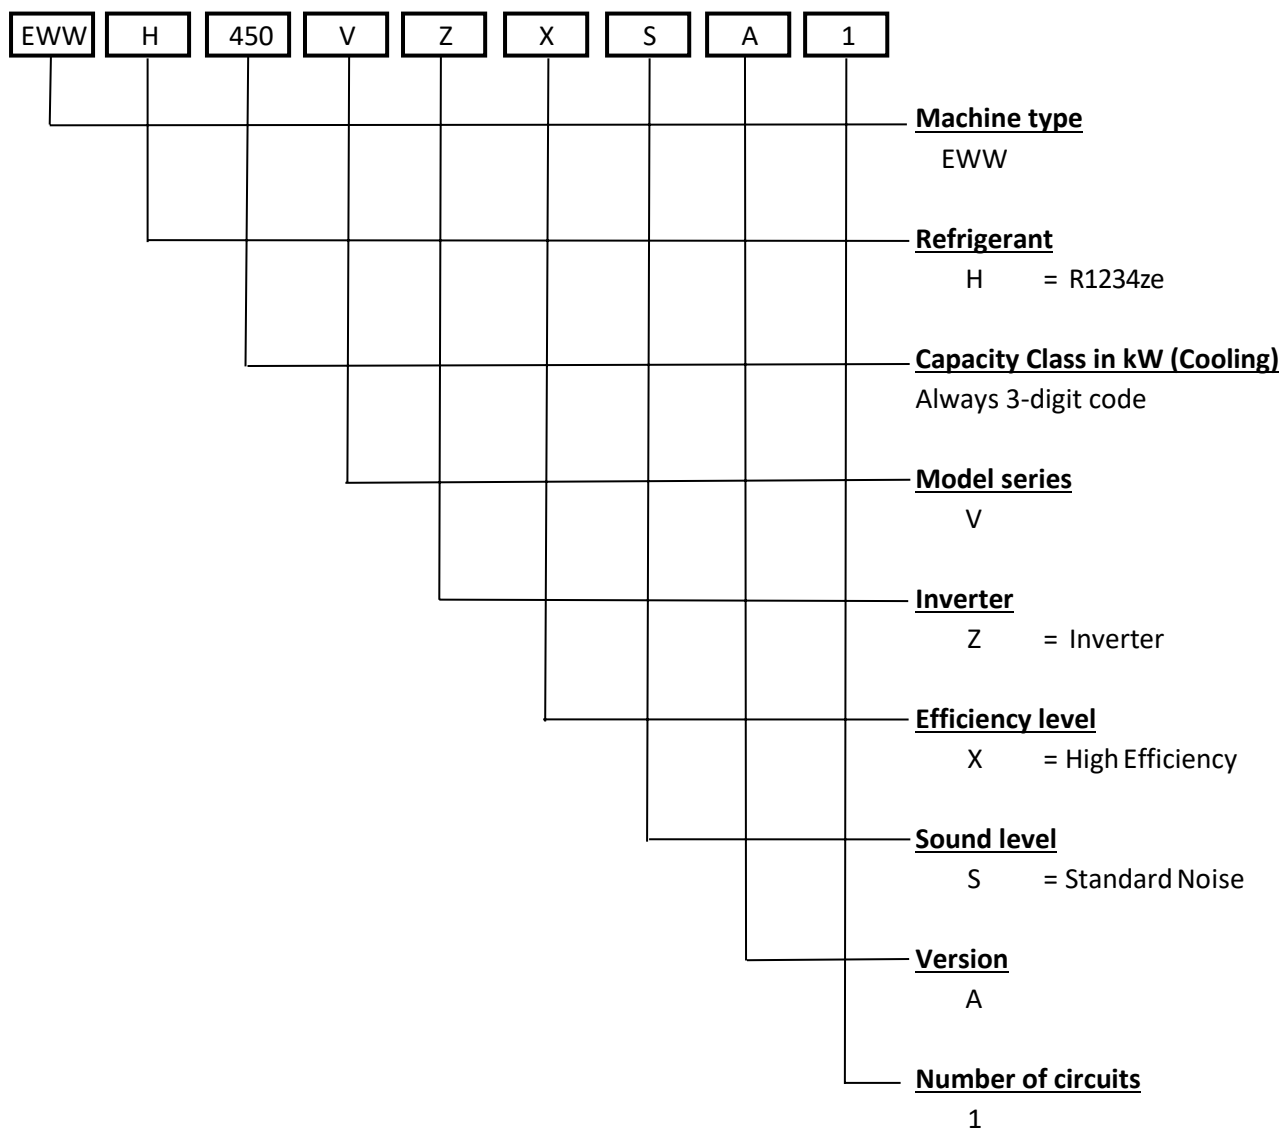 EWW H 450 V Z X S A 1
Machine type
EWW
Refrigerant
H = R1234ze
Capacity Class in kW (Cooling)
Always 3-digit code
Model series
V
Inverter
Z = Inverter
Efficiency level
X = High Efficiency
Sound level
S = Standard Noise
Version
A
Number of circuits
1